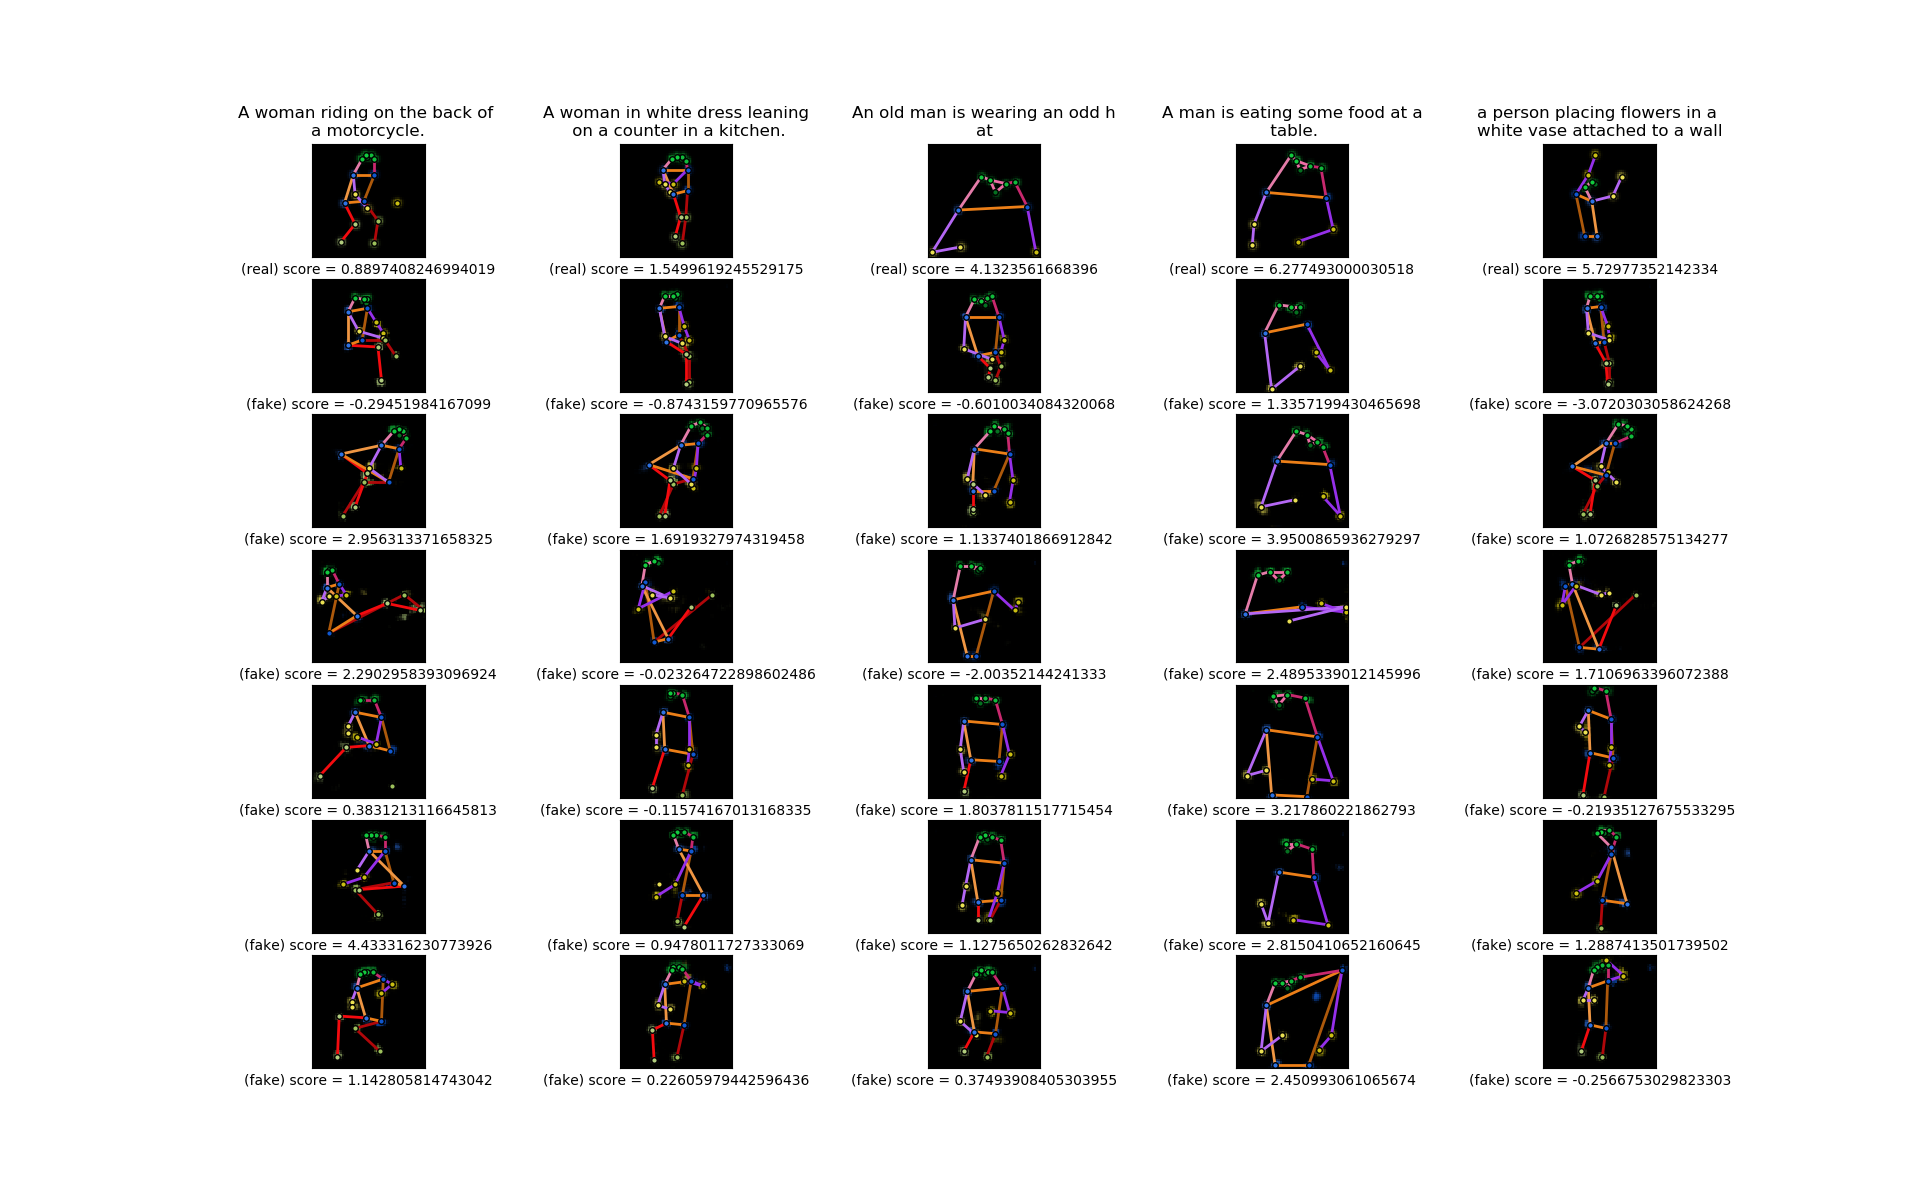 A woman riding on the back of
a motorcycle.
A woman in white dress leaning
on a counter in a kitchen.
An old man is wearing an odd h
at
A man is eating some food at a
table.
a person placing flowers in a
white vase attached to a wall
(real) score = 0.8897408246994019
(real) score = 1.5499619245529175
(real) score = 4.1323561668396
(real) score = 6.277493000030518
(real) score = 5.72977352142334
(fake) score = -0.29451984167099
(fake) score = -0.8743159770965576
(fake) score = -0.6010034084320068
(fake) score = 1.3357199430465698
(fake) score = -3.0720303058624268
(fake) score = 2.956313371658325
(fake) score = 1.6919327974319458
(fake) score = 1.1337401866912842
(fake) score = 3.9500865936279297
(fake) score = 1.0726828575134277
(fake) score = 2.2902958393096924
(fake) score = -0.023264722898602486
(fake) score = -2.00352144241333
(fake) score = 2.4895339012145996
(fake) score = 1.7106963396072388
(fake) score = 0.3831213116645813
(fake) score = -0.11574167013168335
(fake) score = 1.8037811517715454
(fake) score = 3.217860221862793
(fake) score = -0.21935127675533295
(fake) score = 4.433316230773926
(fake) score = 0.9478011727333069
(fake) score = 1.1275650262832642
(fake) score = 2.8150410652160645
(fake) score = 1.2887413501739502
(fake) score = 1.142805814743042
(fake) score = 0.22605979442596436
(fake) score = 0.37493908405303955
(fake) score = 2.450993061065674
(fake) score = -0.2566753029823303